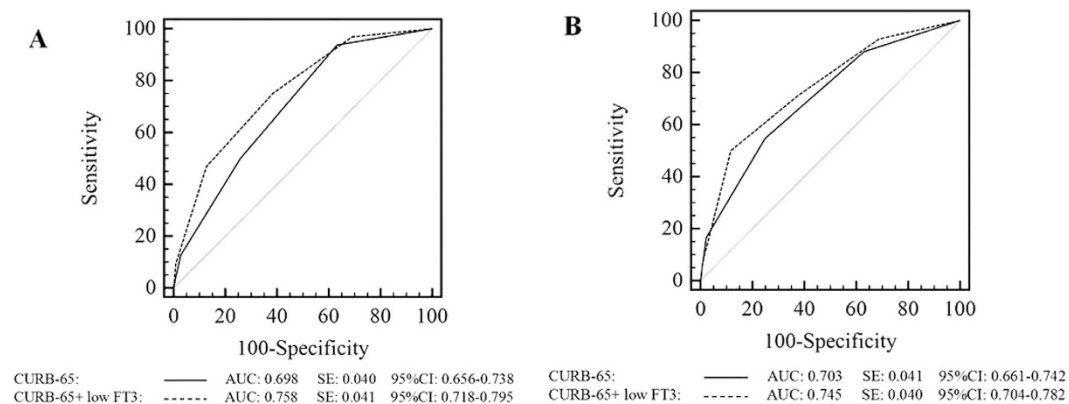 A
Sensitivity
100
80
60
40
20
0
0 20 40 60 80 100
100-Specificity
CURB-65: AUC: 0.698 SE: 0.040 95%CI: 0.656-0.738
CURB-65+ low FT3: AUC: 0.758 SE: 0.041 95%CI: 0.718-0.795
B
Sensitivity
100
80
60
40
20
0
0 20 40 60 80 100
100-Specificity
CURB-65: AUC: 0.703 SE: 0.041 95%CI: 0.661-0.742
CURB-65+ low FT3: AUC: 0.745 SE: 0.040 95%CI: 0.704-0.782